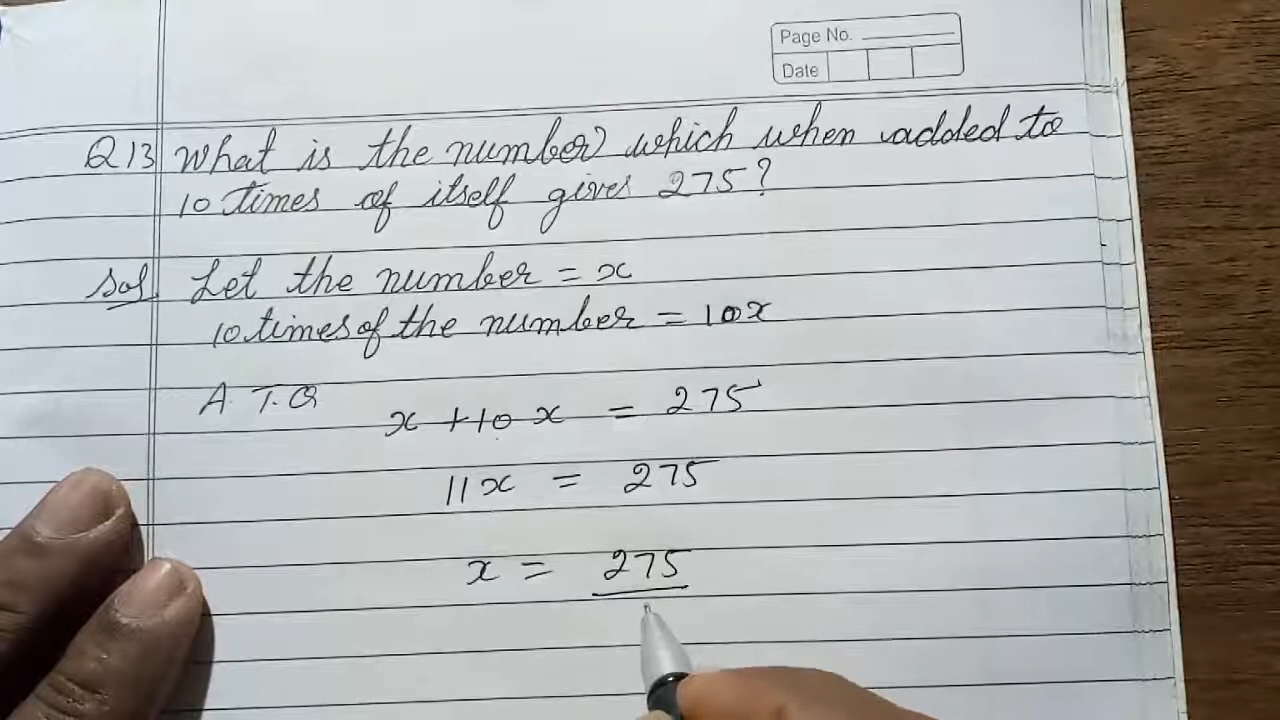 Page No.
Date
Q13 What is the number which when added to
10 times of itself gives 275?
Sol. Let the number = x
10 times of the number = 10x
A.T.Q x + 10x = 275
11x = 275
x = 275